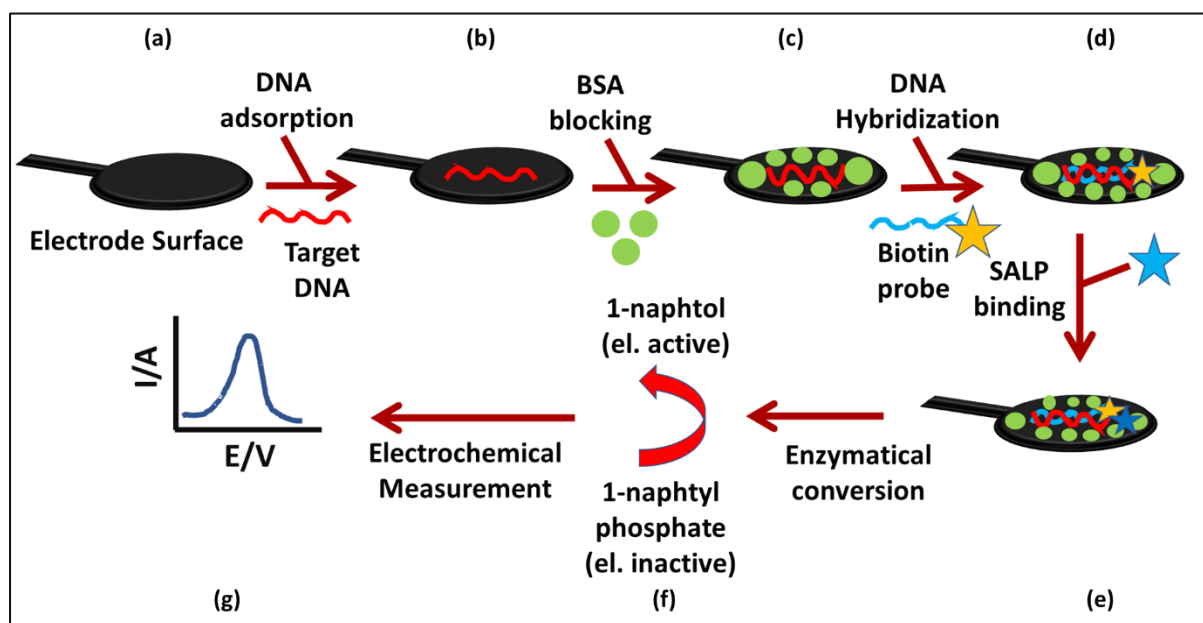 (a)
(b)
(c)
(d)
DNA
adsorption
BSA
blocking
DNA
Hybridization
Electrode Surface
Target
DNA
Biotin
probe
SALP
binding
1-naphtol
(el. active)
I/A
E/V
Electrochemical
Measurement
1-naphtyl
phosphate
(el. inactive)
Enzymatical
conversion
(g)
(f)
(e)